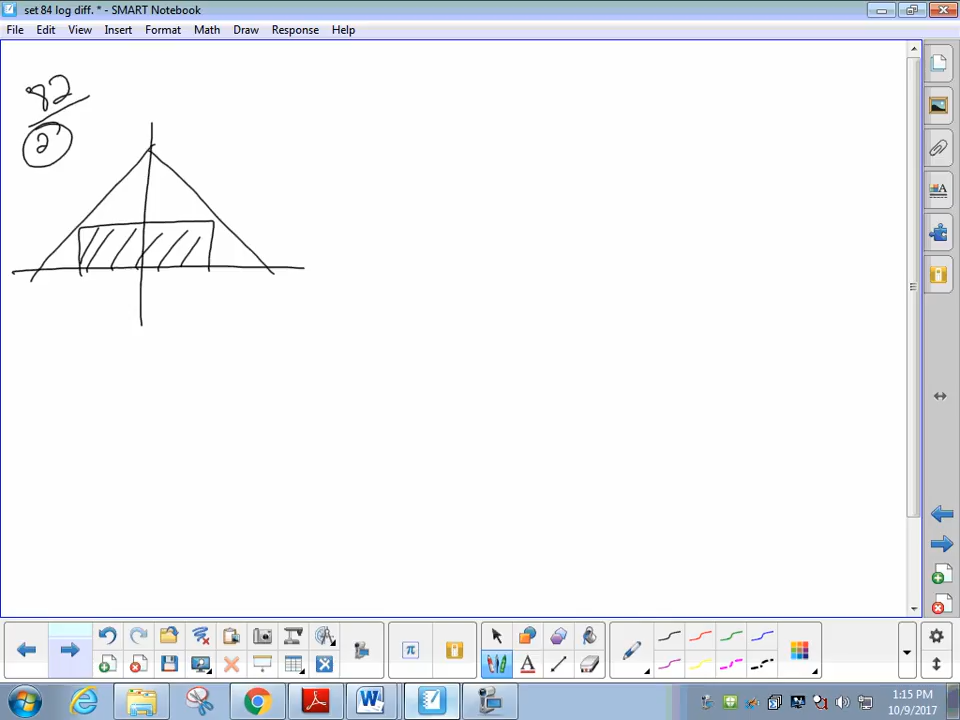 set 84 log diff. * - SMART Notebook
File Edit View Insert Format Math Draw Response Help
82
2
π
A
1:15 PM
10/9/2017